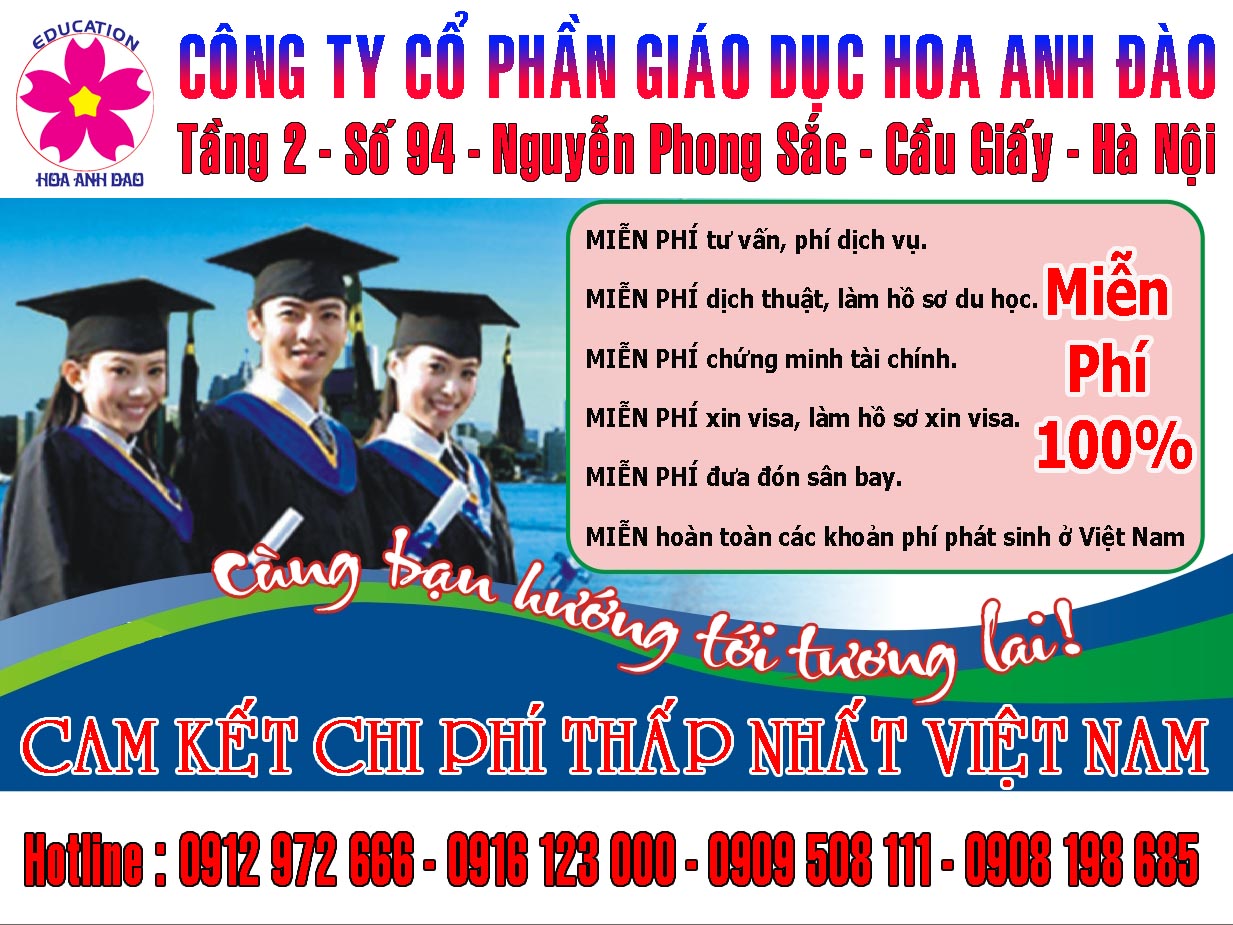 EDUCATION
HOA ANH DAO
CÔNG TY CỔ PHẦN GIÁO DỤC HOA ANH ĐÀO
Tầng 2 - Số 94 - Nguyễn Phong Sắc - Cầu Giấy - Hà Nội
MIỄN PHÍ tư vấn, phí dịch vụ.
MIỄN PHÍ dịch thuật, làm hồ sơ du học.
MIỄN PHÍ chứng minh tài chính.
MIỄN PHÍ xin visa, làm hồ sơ xin visa.
MIỄN PHÍ đưa đón sân bay.
MIỄN hoàn toàn các khoản phí phát sinh ở Việt Nam
Miễn
Phí
100%
Cùng bạn hướng tới tương lai!
CAM KẾT CHI PHÍ THẤP NHẤT VIỆT NAM
Hotline : 0912 972 666 - 0916 123 000 - 0909 508 111 - 0908 198 685